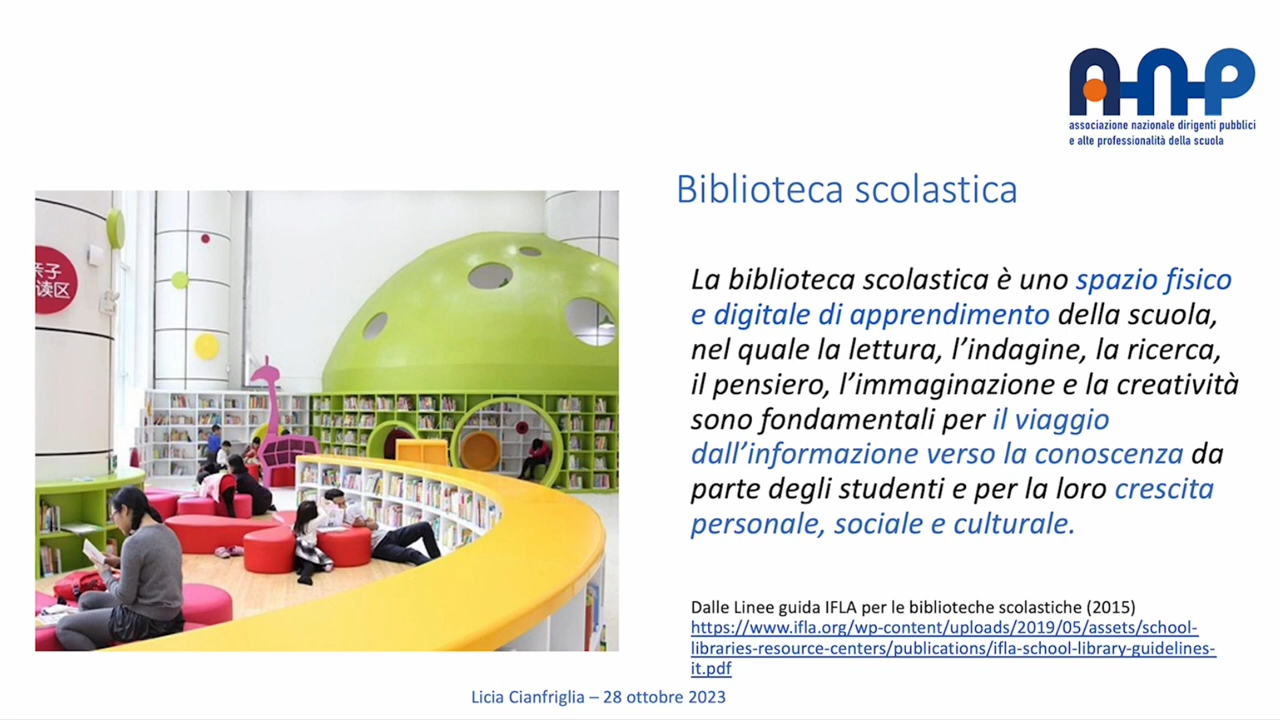 A-n-P
associazione nazionale dirigenti pubblici
e alte professionalità della scuola
Biblioteca scolastica
亲子
读区
La biblioteca scolastica è uno spazio fisico
e digitale di apprendimento della scuola,
nel quale la lettura, l’indagine, la ricerca,
il pensiero, l’immaginazione e la creatività
sono fondamentali per il viaggio
dall’informazione verso la conoscenza da
parte degli studenti e per la loro crescita
personale, sociale e culturale.
Dalle Linee guida IFLA per le biblioteche scolastiche (2015)
https://www.ifla.org/wp-content/uploads/2019/05/assets/school-
libraries-resource-centers/publications/ifla-school-library-guidelines-
it.pdf
Licia Cianfriglia – 28 ottobre 2023